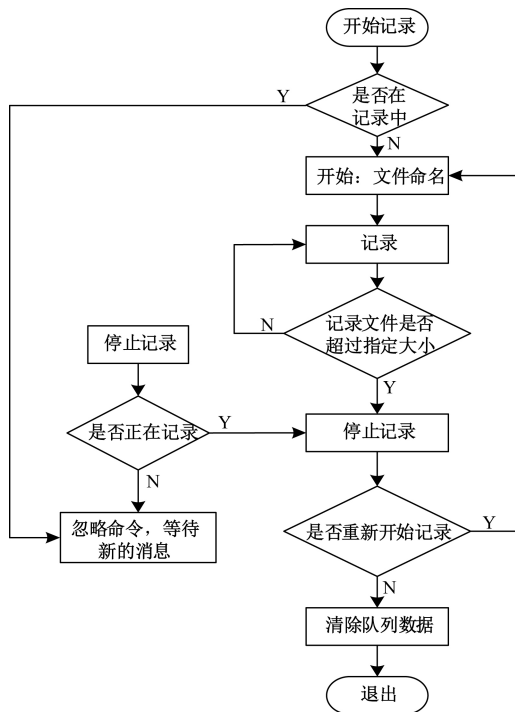 开始记录
是否在
记录中
Y
N
开始：文件命名
记录
记录文件是否
超过指定大小
N
Y
停止记录
是否正在记录
Y
N
忽略命令，等待
新的消息
停止记录
是否重新开始记录
Y
N
清除队列数据
退出